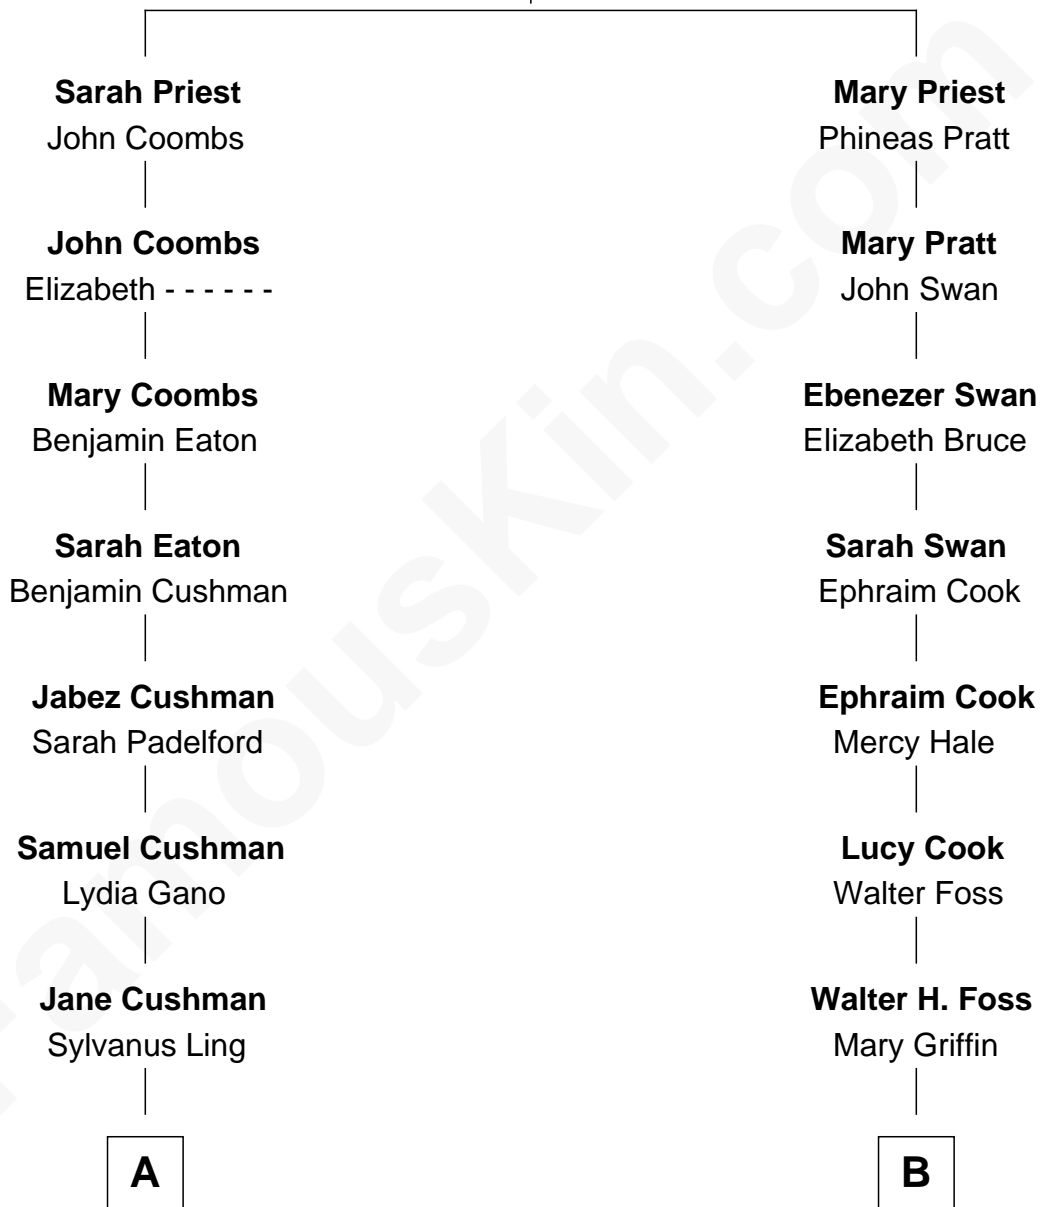 Sarah Priest
John Coombs
Mary Priest
Phineas Pratt
John Coombs
Elizabeth - - - - - -
Mary Pratt
John Swan
Mary Coombs
Benjamin Eaton
Ebenezer Swan
Elizabeth Bruce
Sarah Eaton
Benjamin Cushman
Sarah Swan
Ephraim Cook
Jabez Cushman
Sarah Padelford
Ephraim Cook
Mercy Hale
Samuel Cushman
Lydia Gano
Lucy Cook
Walter Foss
Jane Cushman
Sylvanus Ling
Walter H. Foss
Mary Griffin
A
B
FamousKin.com